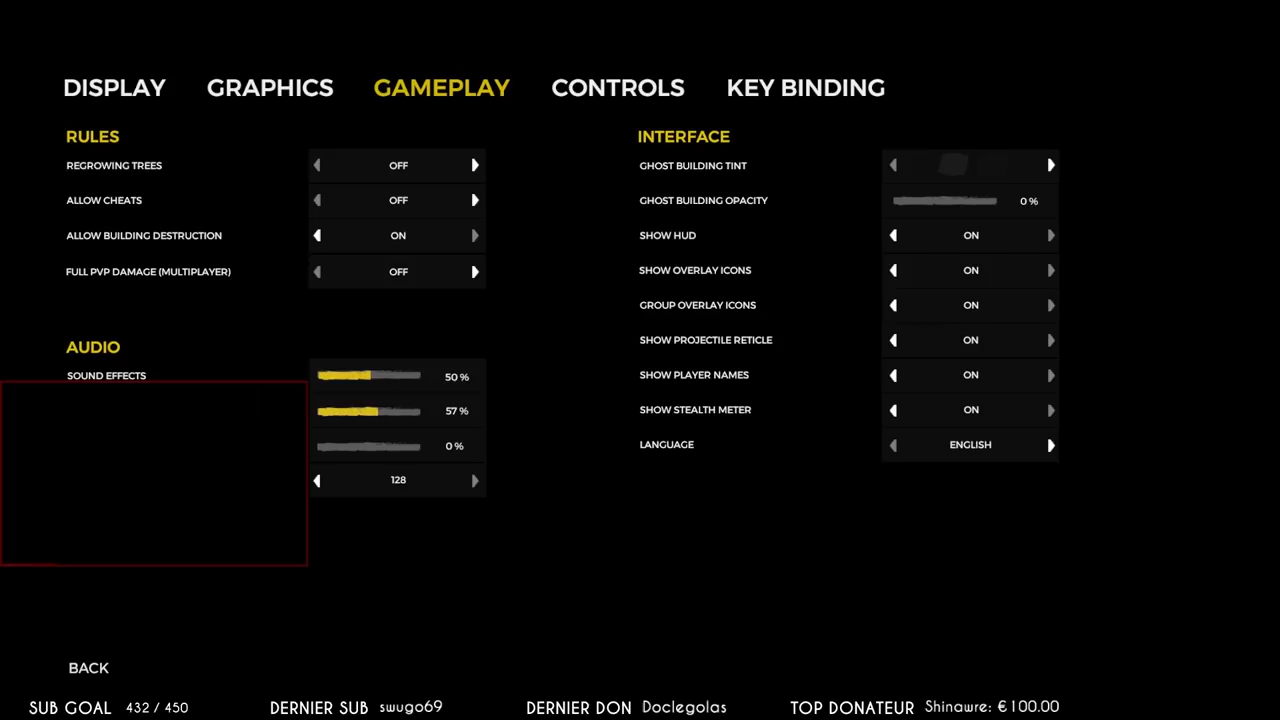 DISPLAY GRAPHICS GAMEPLAY CONTROLS KEY BINDING
RULES
REGROWING TREES OFF
ALLOW CHEATS OFF
ALLOW BUILDING DESTRUCTION ON
FULL PVP DAMAGE (MULTIPLAYER) OFF
AUDIO
SOUND EFFECTS 50 %
57 %
0 %
128
INTERFACE
GHOST BUILDING TINT
GHOST BUILDING OPACITY 0 %
SHOW HUD ON
SHOW OVERLAY ICONS ON
GROUP OVERLAY ICONS ON
SHOW PROJECTILE RETICLE ON
SHOW PLAYER NAMES ON
SHOW STEALTH METER ON
LANGUAGE ENGLISH
BACK
SUB GOAL 432 / 450 DERNIER SUB swugo69 DERNIER DON Doclegolas TOP DONATEUR Shinawre: €100.00